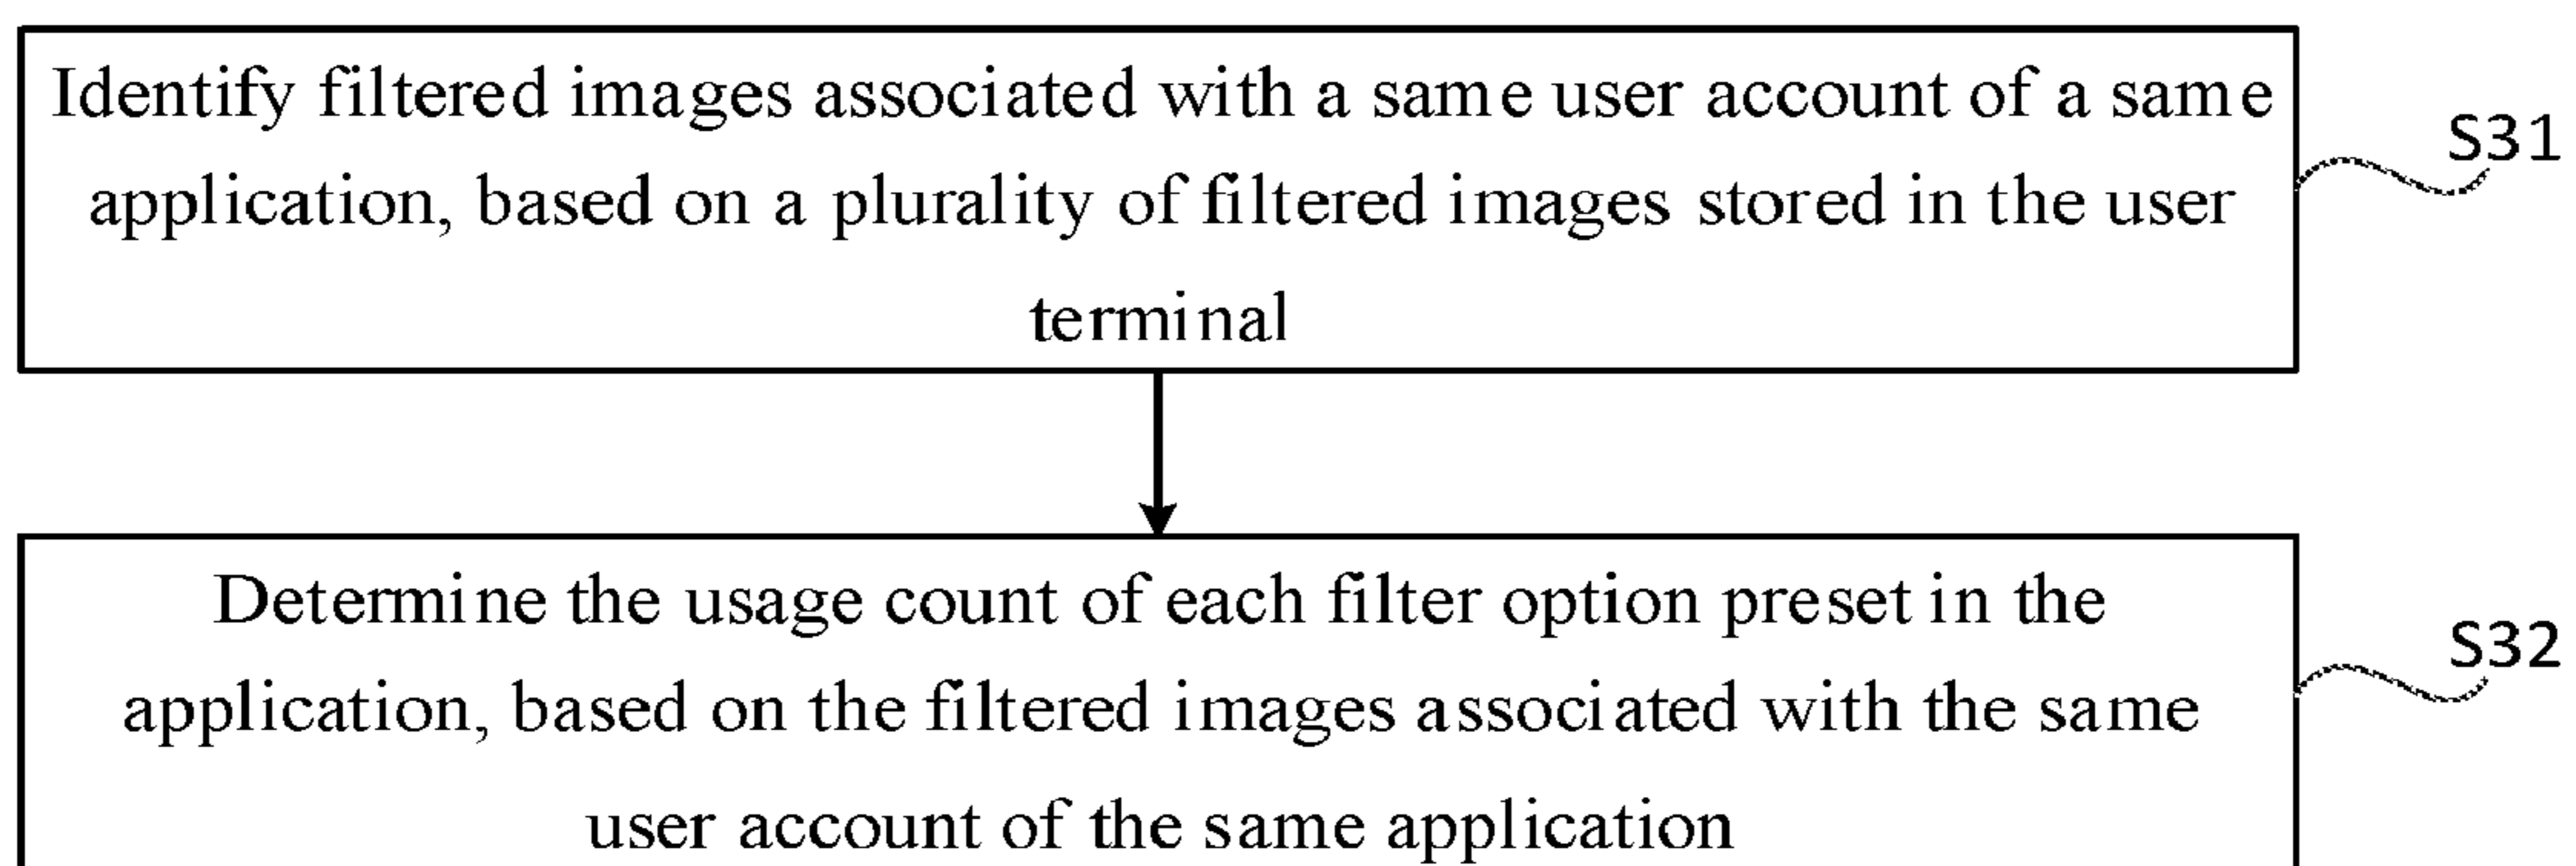 Identify filtered images associated with a same user account of a same
application, based on a plurality of filtered images stored in the user
terminal
S31
Determine the usage count of each filter option preset in the
application, based on the filtered images associated with the same
user account of the same application
S32